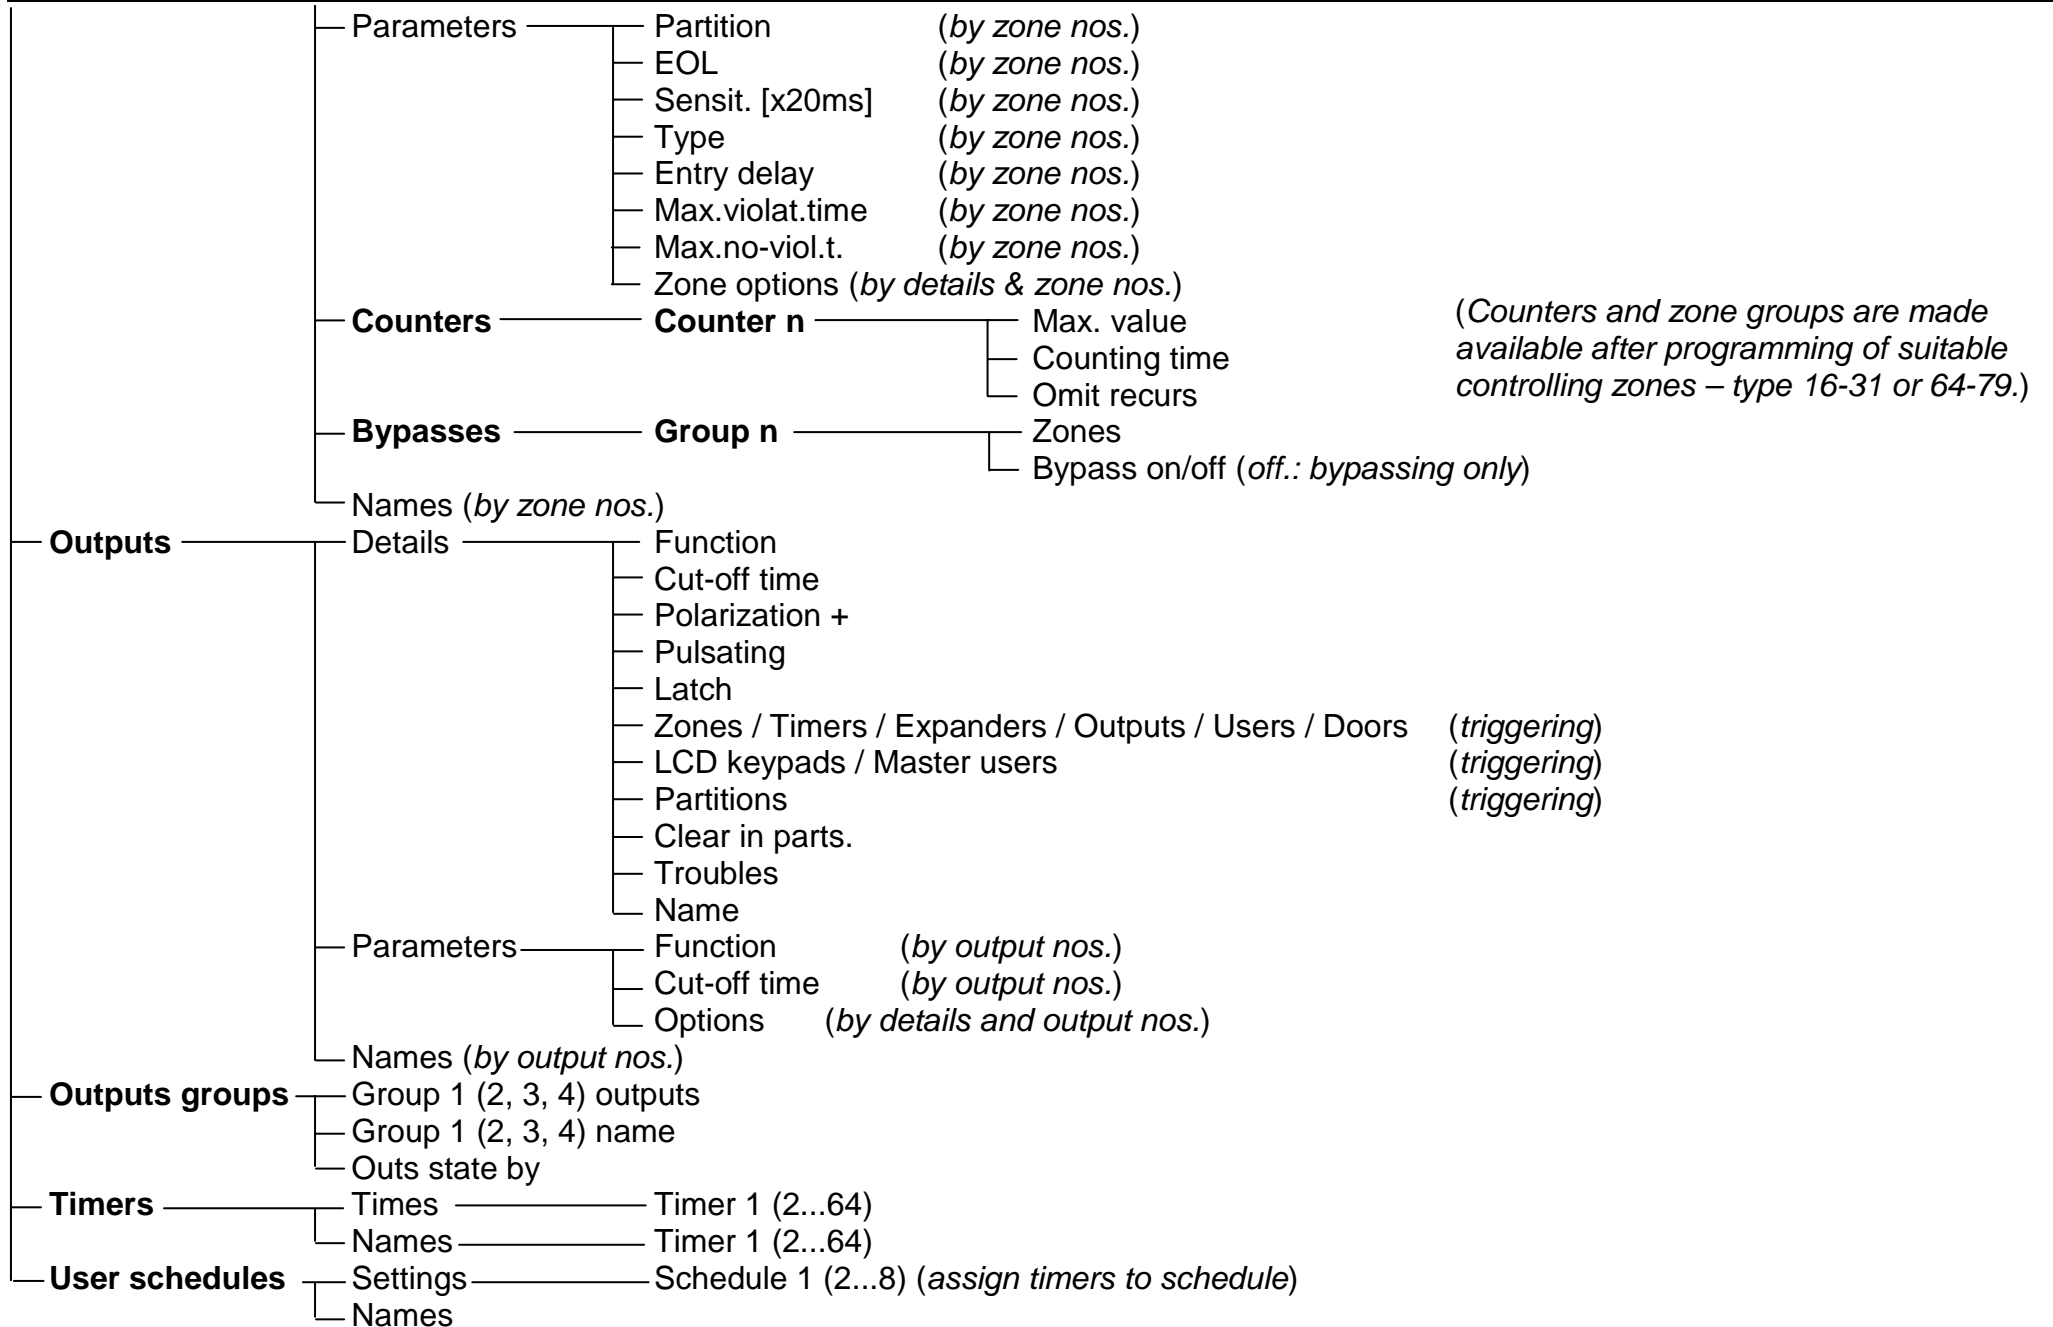 Parameters Partition (by zone nos.)
EOL (by zone nos.)
Sensit. [x20ms] (by zone nos.)
Type (by zone nos.)
Entry delay (by zone nos.)
Max.violat.time (by zone nos.)
Max.no-viol.t. (by zone nos.)
Zone options (by details & zone nos.)
Counters Counter n Max. value (Counters and zone groups are made
Counting time available after programming of suitable
Omit recurs controlling zones – type 16-31 or 64-79.)
Bypasses Group n Zones
Bypass on/off (off.: bypassing only)
Names (by zone nos.)
Outputs Details Function
Cut-off time
Polarization +
Pulsating
Latch
Zones / Timers / Expanders / Outputs / Users / Doors (triggering)
LCD keypads / Master users (triggering)
Partitions (triggering)
Clear in parts.
Troubles
Name
Parameters Function (by output nos.)
Cut-off time (by output nos.)
Options (by details and output nos.)
Names (by output nos.)
Outputs groups Group 1 (2, 3, 4) outputs
Group 1 (2, 3, 4) name
Outs state by
Timers Times Timer 1 (2...64)
Names Timer 1 (2...64)
User schedules Settings Schedule 1 (2...8) (assign timers to schedule)
Names